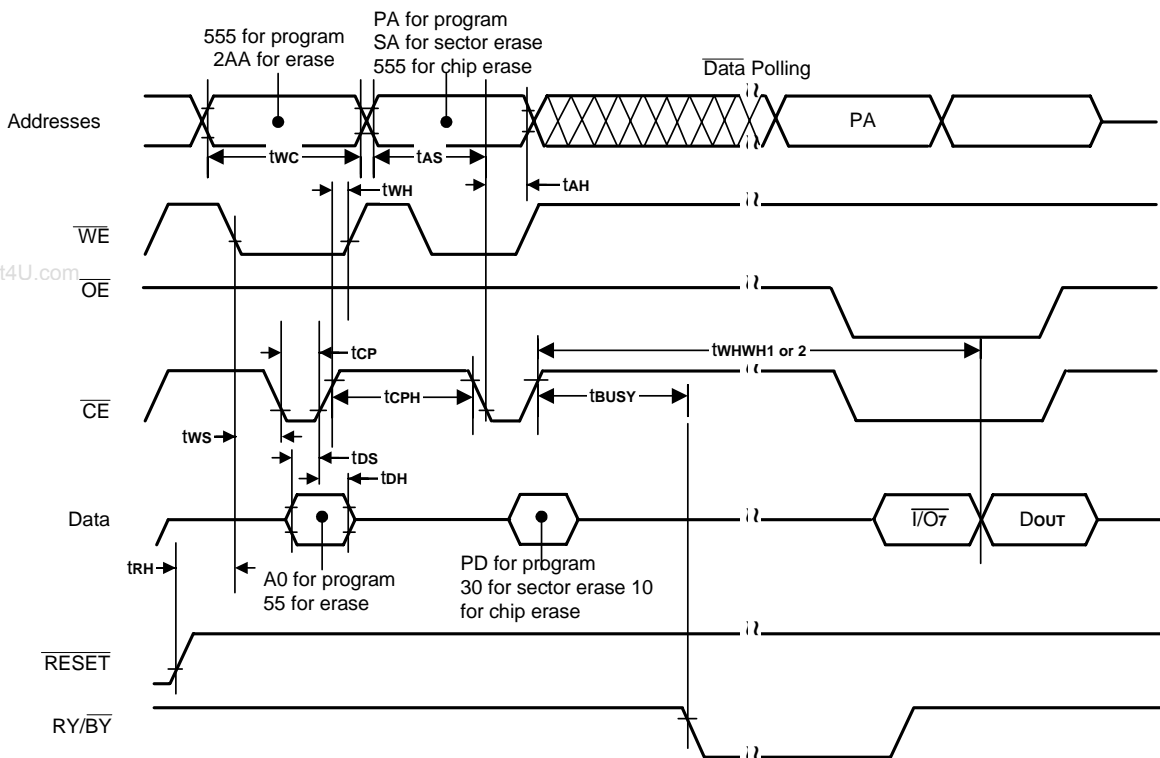 555 for program
2AA for erase
PA for program
SA for sector erase
555 for chip erase
Data Polling
Addresses
PA
tWC
tAS
tWH
tAH
WE
t4U.com
OE
tCP
tWHWH1 or 2
tCPH
tBUSY
CE
tWS
tDS
tDH
Data
I/O7
DOUT
tRH
A0 for program
55 for erase
PD for program
30 for sector erase 10
for chip erase
RESET
RY/BY